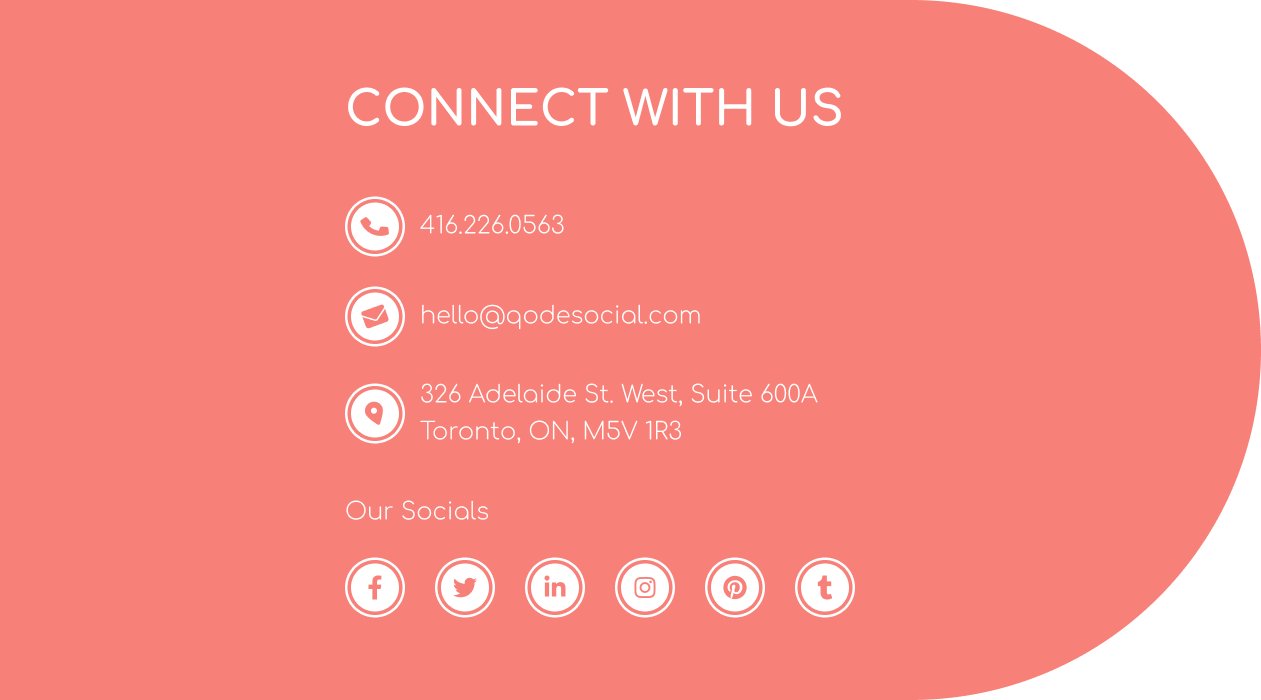 CONNECT WITH US
416.226.0563
hello@qodesocial.com
326 Adelaide St. West, Suite 600A
Toronto, ON, M5V 1R3
Our Socials